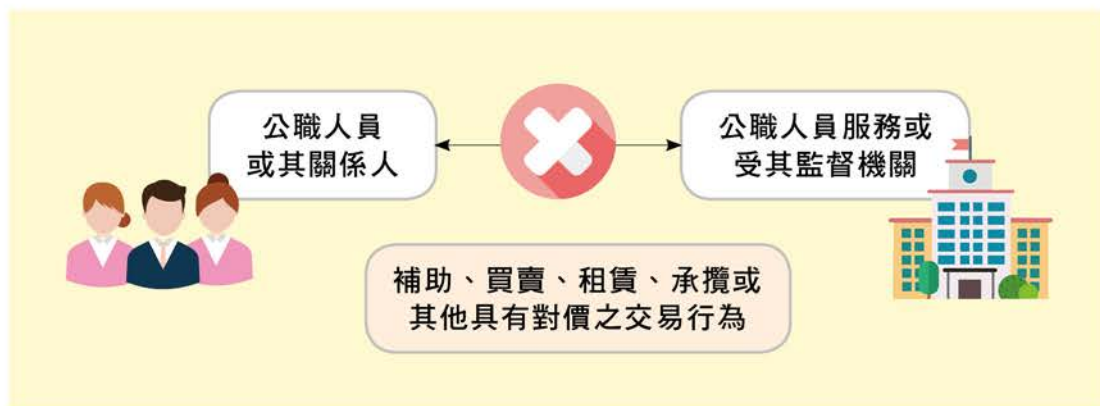 公職人員
或其關係人
公職人員服務或
受其監督機關
補助、買賣、租賃、承攬或
其他具有對價之交易行為